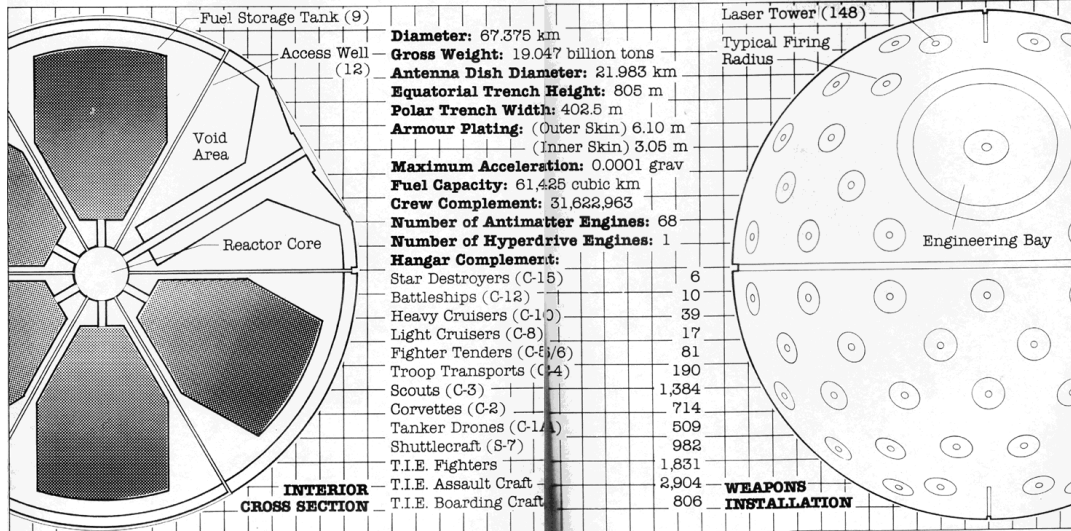 Fuel Storage Tank (9)
Access Well
(12)
Void
Area
Reactor Core
INTERIOR
CROSS SECTION
Diameter: 67.375 km
Gross Weight: 19.047 billion tons
Antenna Dish Diameter: 21.983 km
Equatorial Trench Height: 805 m
Polar Trench Width: 402.5 m
Armour Plating: (Outer Skin) 6.10 m
(Inner Skin) 3.05 m
Maximum Acceleration: 0.0001 grav
Fuel Capacity: 61,425 cubic km
Crew Complement: 31,622,963
Number of Antimatter Engines: 68
Number of Hyperdrive Engines: 1
Hangar Complement:
Star Destroyers (C-15) 6
Battleships (C-12) 10
Heavy Cruisers (C-10) 39
Light Cruisers (C-8) 17
Fighter Tenders (C-5/6) 81
Troop Transports (C-4) 190
Scouts (C-3) 1,384
Corvettes (C-2) 714
Tanker Drones (C-1A) 509
Shuttlecraft (S-7) 982
T.I.E. Fighters 1,831
T.I.E. Assault Craft 2,904
T.I.E. Boarding Craft 806
Laser Tower (148)
Typical Firing
Radius
Engineering Bay
WEAPONS
INSTALLATION